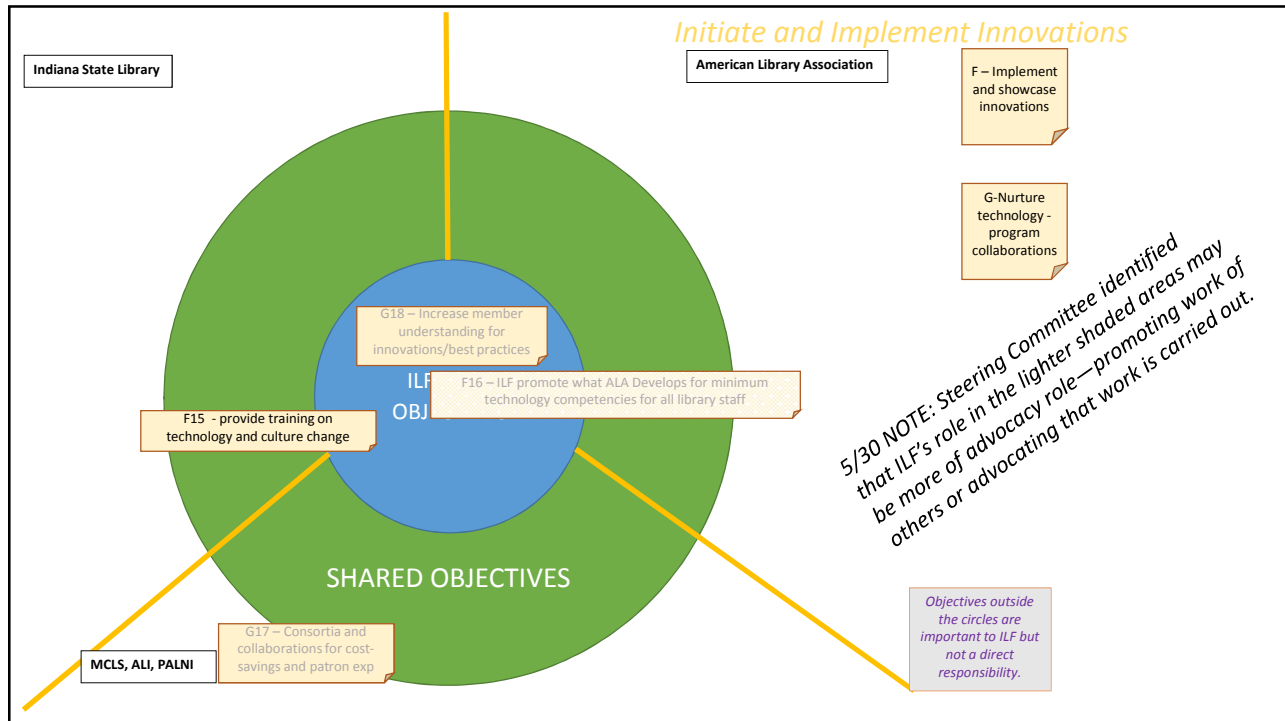 Initiate and Implement Innovations
Indiana State Library
American Library Association
F – Implement
and showcase
innovations
G-Nurture
technology -
program
collaborations
G18 – Increase member
understanding for
innovations/best practices
ILF
OBJ
F16 – ILF promote what ALA Develops for minimum
technology competencies for all library staff
F15 - provide training on
technology and culture change
5/30 NOTE: Steering Committee identified
that ILF’s role in the lighter shaded areas may
be more of advocacy role—promoting work of
others or advocating that work is carried out.
SHARED OBJECTIVES
Objectives outside
the circles are
important to ILF but
not a direct
responsibility.
G17 – Consortia and
collaborations for cost-
savings and patron exp
MCLS, ALI, PALNI